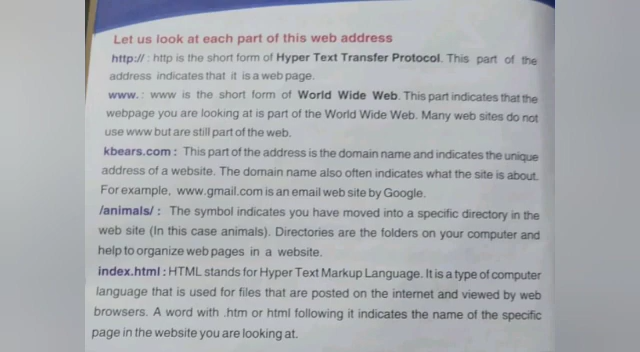 Let us look at each part of this web address
http:// : http is the short form of Hyper Text Transfer Protocol. This part of the
address indicates that it is a web page.
www. : www is the short form of World Wide Web. This part indicates that the
webpage you are looking at is part of the World Wide Web. Many web sites do not
use www but are still part of the web.
kbears.com : This part of the address is the domain name and indicates the unique
address of a website. The domain name also often indicates what the site is about.
For example, www.gmail.com is an email web site by Google.
/animals/ : The symbol indicates you have moved into a specific directory in the
web site (In this case animals). Directories are the folders on your computer and
help to organize web pages in a website.
index.html : HTML stands for Hyper Text Markup Language. It is a type of computer
language that is used for files that are posted on the internet and viewed by web
browsers. A word with .htm or html following it indicates the name of the specific
page in the website you are looking at.